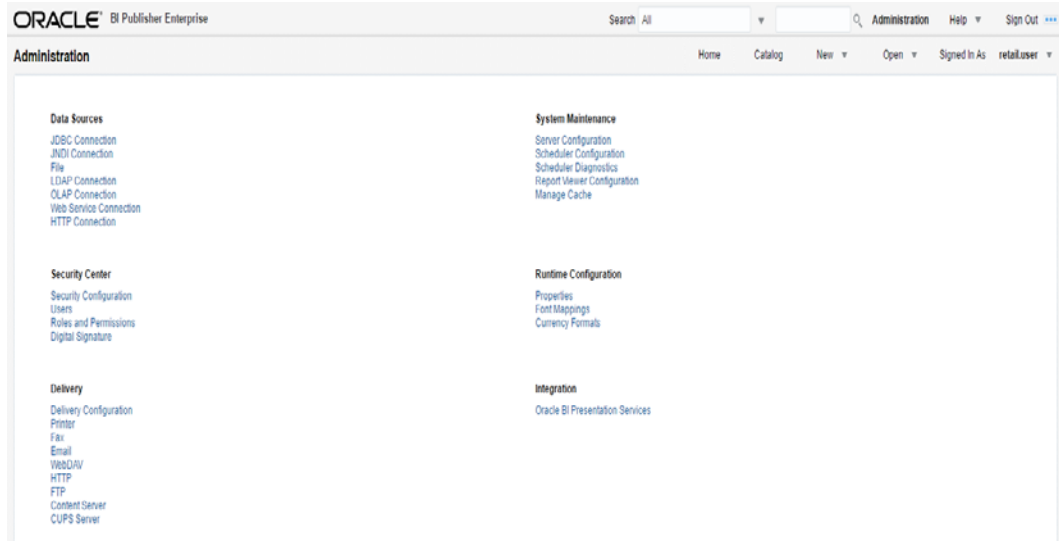 ORACLE® BI Publisher Enterprise
Search All
Administration
Help
Sign Out
Administration
Home
Catalog
New
Open
Signed In As retail.user
Data Sources
JDBC Connection
JNDI Connection
File
LDAP Connection
OLAP Connection
Web Service Connection
HTTP Connection
System Maintenance
Server Configuration
Scheduler Configuration
Scheduler Diagnostics
Report Viewer Configuration
Manage Cache
Security Center
Security Configuration
Users
Roles and Permissions
Digital Signature
Runtime Configuration
Properties
Font Mappings
Currency Formats
Delivery
Delivery Configuration
Printer
Fax
Email
WebDAV
HTTP
FTP
Content Server
CUPS Server
Integration
Oracle BI Presentation Services